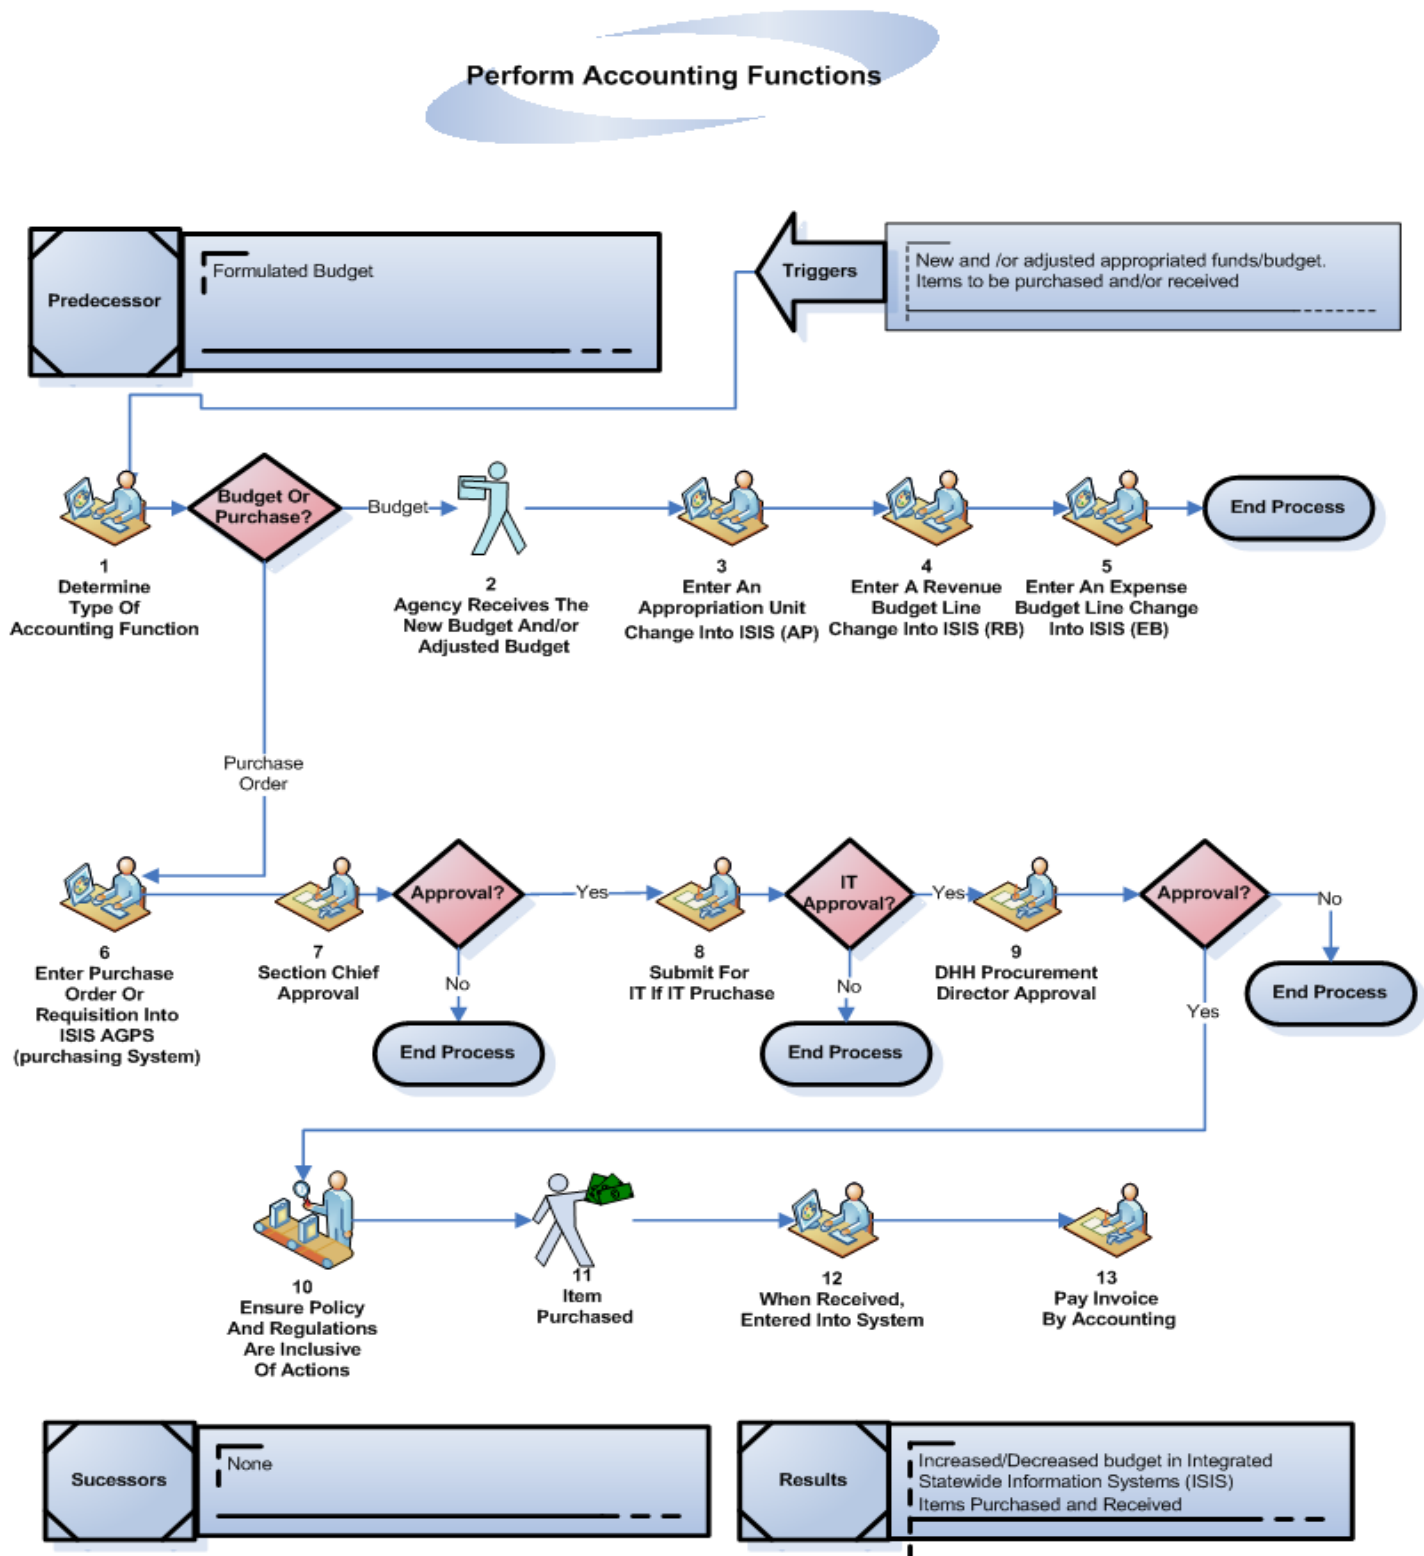 Perform Accounting Functions
Predecessor
Formulated Budget
Triggers
New and /or adjusted appropriated funds/budget.
Items to be purchased and/or received
Budget Or
Purchase?
Budget
End Process
1
Determine
Type Of
Accounting Function
2
Agency Receives The
New Budget And/or
Adjusted Budget
3
Enter An
Appropriation Unit
Change Into ISIS (AP)
4
Enter A Revenue
Budget Line
Change Into ISIS (RB)
5
Enter An Expense
Budget Line Change
Into ISIS (EB)
Purchase
Order
Approval?
Yes
IT
Approval?
Yes
Approval?
No
6
Enter Purchase
Order Or
Requisition Into
ISIS AGPS
(purchasing System)
7
Section Chief
Approval
No
End Process
8
Submit For
IT If IT Pruchase
No
End Process
9
DHH Procurement
Director Approval
Yes
End Process
10
Ensure Policy
And Regulations
Are Inclusive
Of Actions
11
Item
Purchased
12
When Received,
Entered Into System
13
Pay Invoice
By Accounting
Sucessors
None
Results
Increased/Decreased budget in Integrated
Statewide Information Systems (ISIS)
Items Purchased and Received